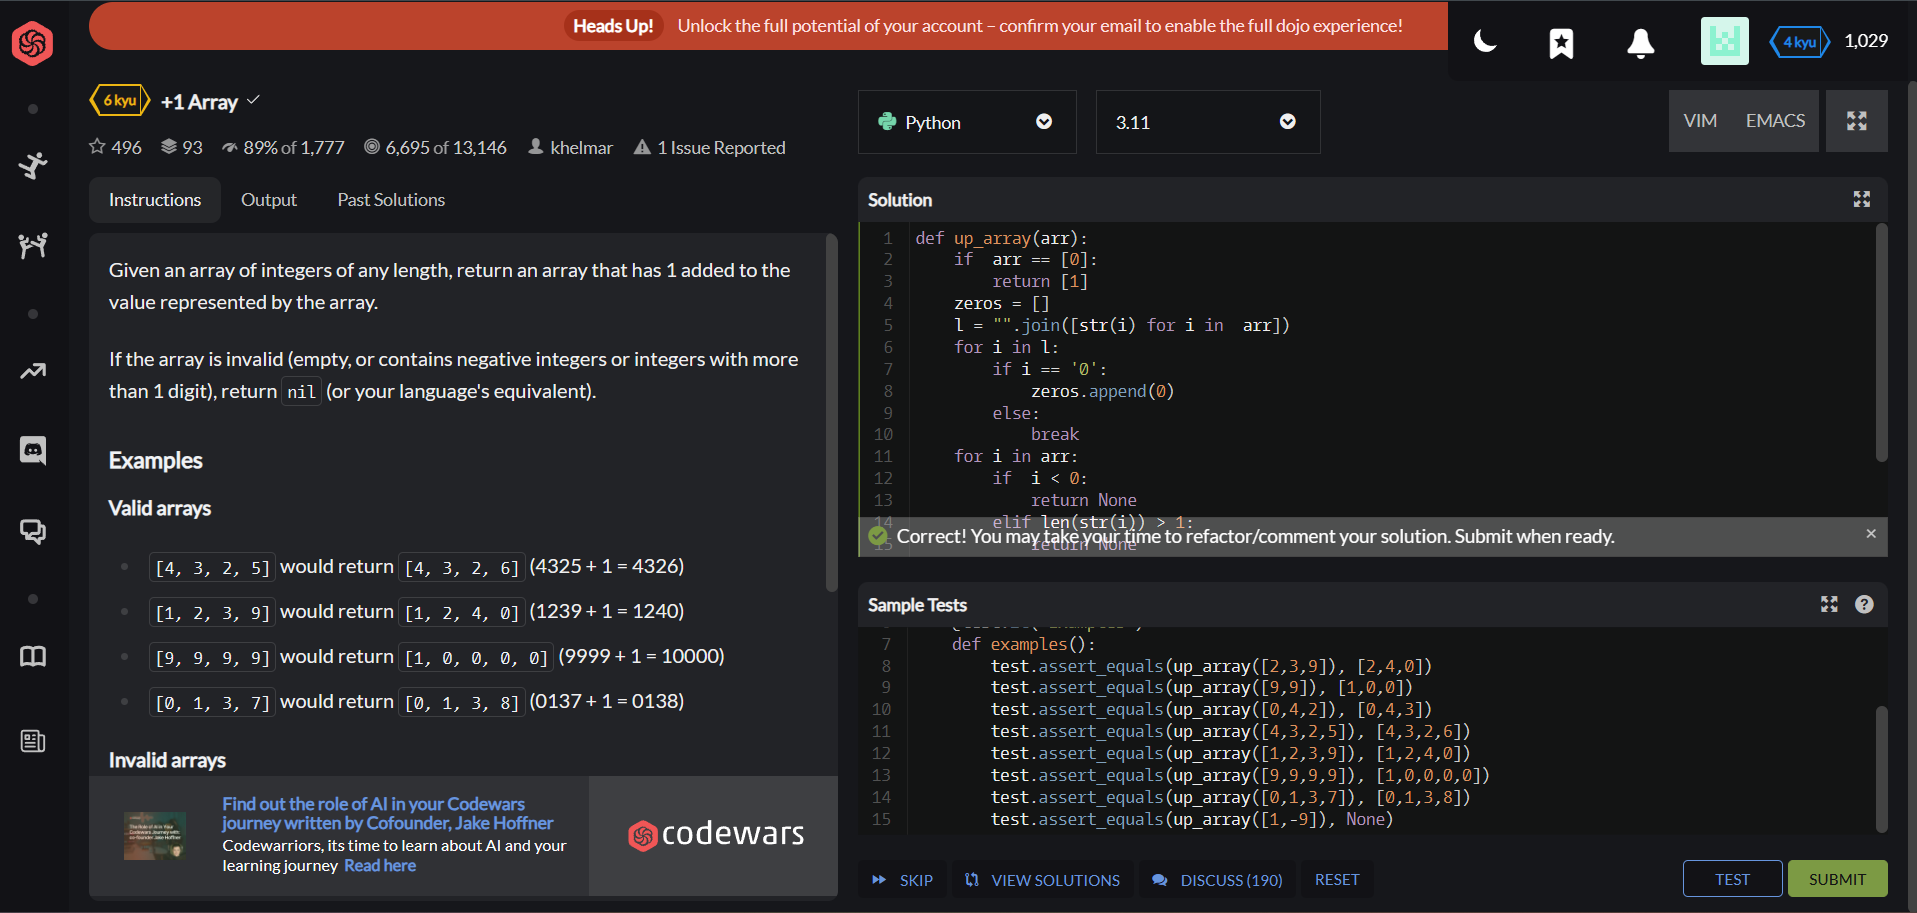 Heads Up! Unlock the full potential of your account – confirm your email to enable the full dojo experience!
4 kyu 1,029
6 kyu +1 Array
496 93 89% of 1,777 6,695 of 13,146 khelmar 1 Issue Reported
Python 3.11 VIM EMACS
Instructions Output Past Solutions
Given an array of integers of any length, return an array that has 1 added to the
value represented by the array.
If the array is invalid (empty, or contains negative integers or integers with more
than 1 digit), return nil (or your language's equivalent).
Examples
Valid arrays
[4, 3, 2, 5] would return [4, 3, 2, 6] (4325 + 1 = 4326)
[1, 2, 3, 9] would return [1, 2, 4, 0] (1239 + 1 = 1240)
[9, 9, 9, 9] would return [1, 0, 0, 0, 0] (9999 + 1 = 10000)
[0, 1, 3, 7] would return [0, 1, 3, 8] (0137 + 1 = 0138)
Invalid arrays
Find out the role of AI in your Codewars
journey written by Cofounder, Jake Hoffner
Codewarriors, its time to learn about AI and your
learning journey Read here
codewars
Solution
1 def up_array(arr):
2 if  arr == [0]:
3 return [1]
4 zeros = []
5 l = "".join([str(i) for i in  arr])
6 for i in l:
7 if i == '0':
8 zeros.append(0)
9 else:
10 break
11 for i in arr:
12 if  i < 0:
13 return None
14 elif len(str(i)) > 1:
15 return None
Correct! You may take your time to refactor/comment your solution. Submit when ready.
Sample Tests
7 def examples():
8 test.assert_equals(up_array([2,3,9]), [2,4,0])
9 test.assert_equals(up_array([9,9]), [1,0,0])
10 test.assert_equals(up_array([0,4,2]), [0,4,3])
11 test.assert_equals(up_array([4,3,2,5]), [4,3,2,6])
12 test.assert_equals(up_array([1,2,3,9]), [1,2,4,0])
13 test.assert_equals(up_array([9,9,9,9]), [1,0,0,0,0])
14 test.assert_equals(up_array([0,1,3,7]), [0,1,3,8])
15 test.assert_equals(up_array([1,-9]), None)
SKIP VIEW SOLUTIONS DISCUSS (190) RESET TEST SUBMIT